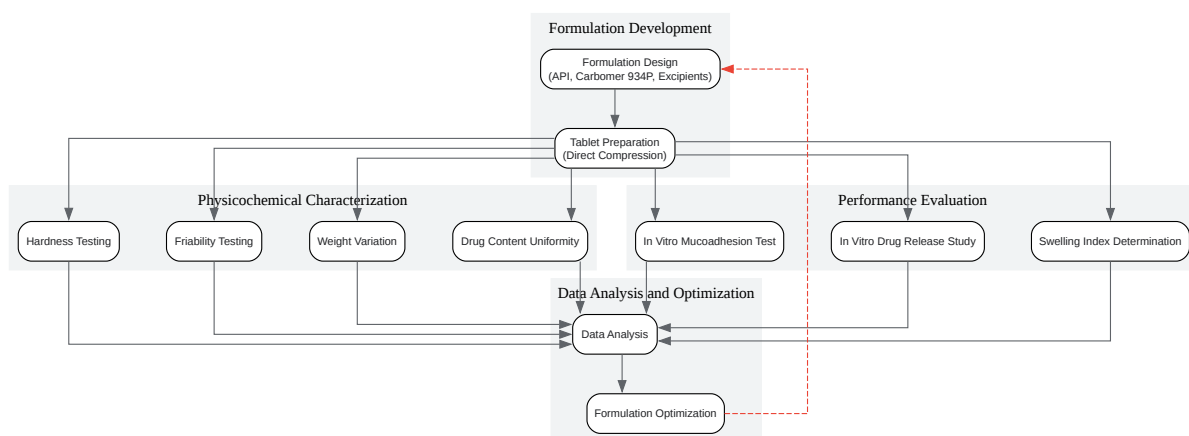 Formulation Development
Formulation Design
(API, Carbomer 934P, Excipients)
Tablet Preparation
(Direct Compression)
Physicochemical Characterization
Performance Evaluation
Hardness Testing
Friability Testing
Weight Variation
Drug Content Uniformity
In Vitro Mucoadhesion Test
In Vitro Drug Release Study
Swelling Index Determination
Data Analysis and Optimization
Data Analysis
Formulation Optimization